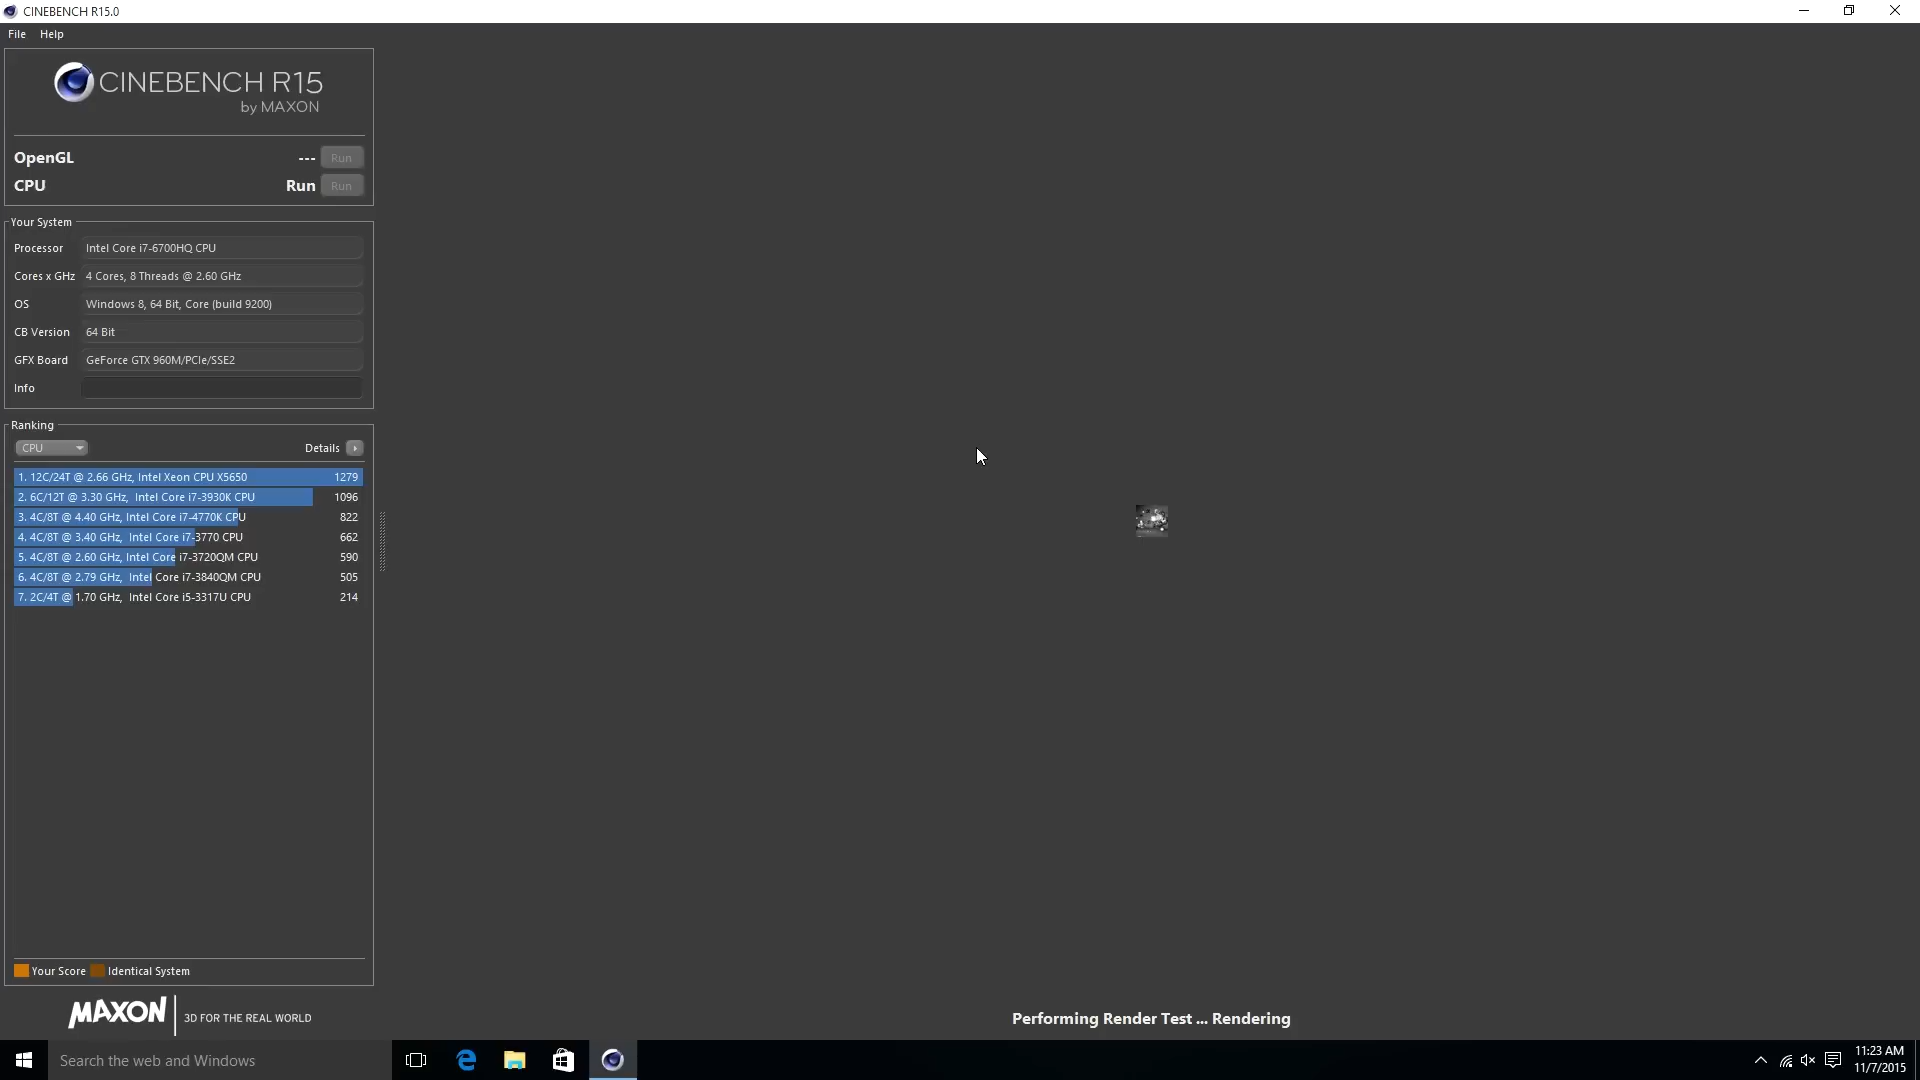 CINEBENCH R15.0
File Help
CINEBENCH R15
by MAXON
OpenGL --- Run
CPU Run Run
Your System
Processor Intel Core i7-6700HQ CPU
Cores x GHz 4 Cores, 8 Threads @ 2.60 GHz
OS Windows 8, 64 Bit, Core (build 9200)
CB Version 64 Bit
GFX Board GeForce GTX 960M/PCIe/SSE2
Info
Ranking
CPU Details
1. 12C/24T @ 2.66 GHz, Intel Xeon CPU X5650 1279
2. 6C/12T @ 3.30 GHz, Intel Core i7-3930K CPU 1096
3. 4C/8T @ 4.40 GHz, Intel Core i7-4770K CPU 822
4. 4C/8T @ 3.40 GHz, Intel Core i7-3770 CPU 662
5. 4C/8T @ 2.60 GHz, Intel Core i7-3720QM CPU 590
6. 4C/8T @ 2.79 GHz, Intel Core i7-3840QM CPU 505
7. 2C/4T @ 1.70 GHz, Intel Core i5-3317U CPU 214
Your Score Identical System
MAXON 3D FOR THE REAL WORLD
Performing Render Test ... Rendering
Search the web and Windows
11:23 AM
11/7/2015